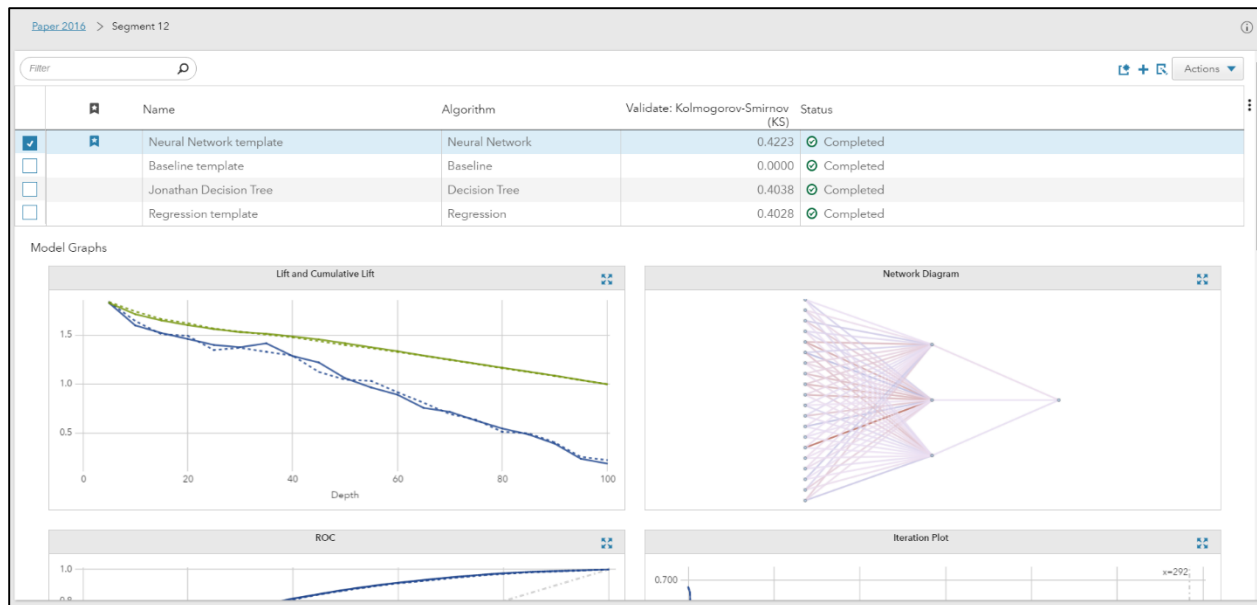 Paper 2016 > Segment 12
Filter
Actions
Name Algorithm Validate: Kolmogorov-Smirnov (KS) Status
Neural Network template Neural Network 0.4223 Completed
Baseline template Baseline 0.0000 Completed
Jonathan Decision Tree Decision Tree 0.4038 Completed
Regression template Regression 0.4028 Completed
Model Graphs
Lift and Cumulative Lift
1.5
1.0
0.5
0 20 40 60 80 100
Depth
Network Diagram
ROC
1.0
0.8
Iteration Plot
0.700
x=292